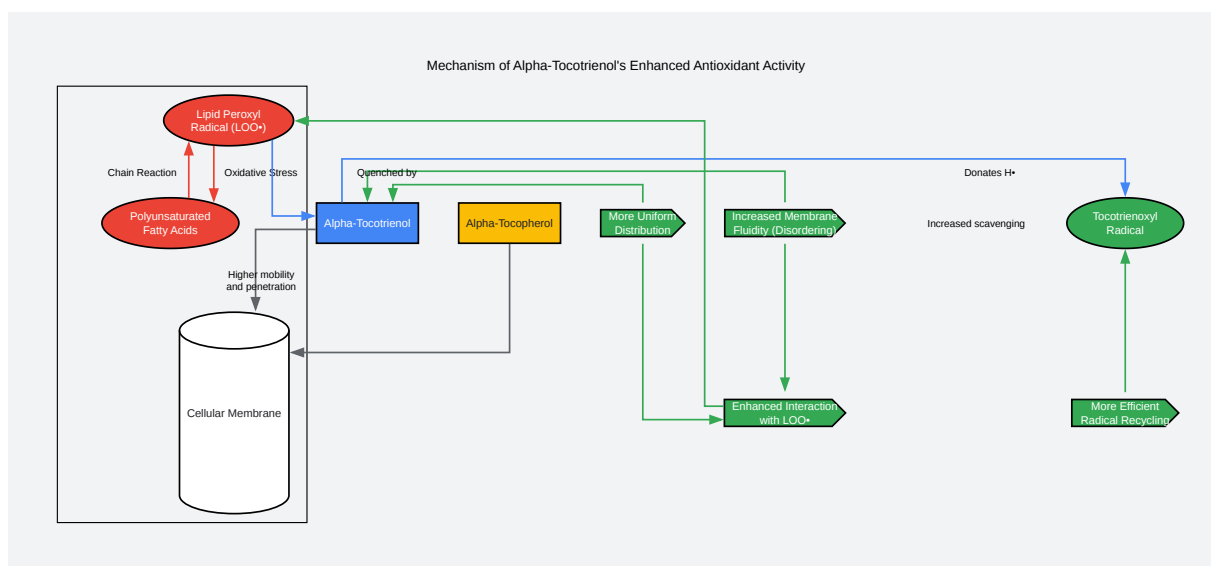 Mechanism of Alpha-Tocotrienol's Enhanced Antioxidant Activity
Lipid Peroxyl
Radical (LOO•)
Chain Reaction
Oxidative Stress
Quenched by
Donates H•
Polyunsaturated
Fatty Acids
Alpha-Tocotrienol
Alpha-Tocopherol
More Uniform
Distribution
Increased Membrane
Fluidity (Disordering)
Increased scavenging
Tocotrienoxyl
Radical
Higher mobility
and penetration
Cellular Membrane
Enhanced Interaction
with LOO•
More Efficient
Radical Recycling